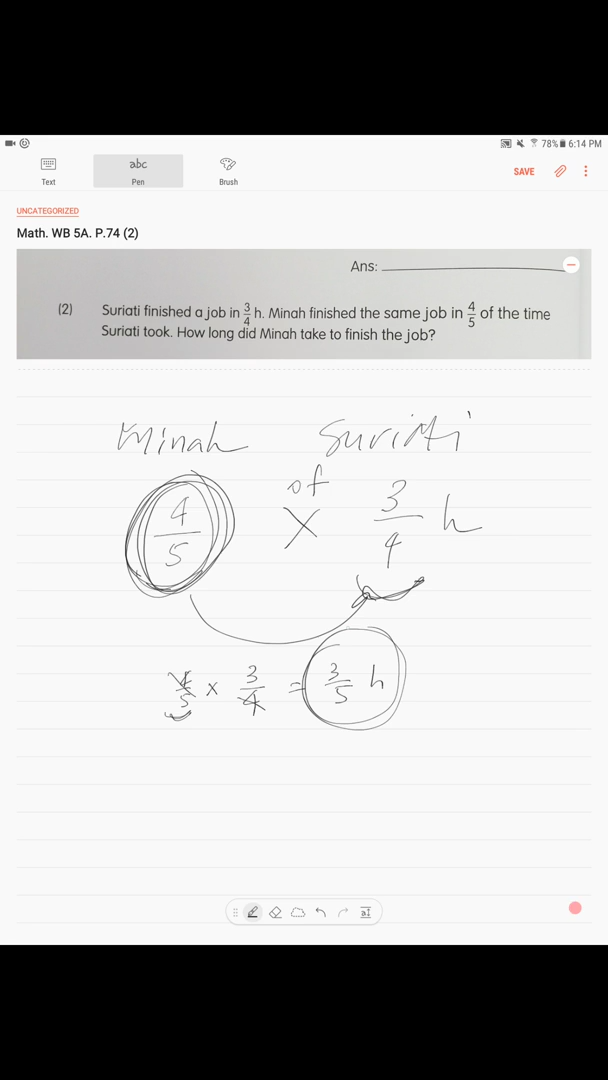 78% 6:14 PM
abc
Text Pen Brush
SAVE
UNCATEGORIZED
Math. WB 5A. P.74 (2)
Ans:
(2) Suriati finished a job in 3/4 h. Minah finished the same job in 4/5 of the time
Suriati took. How long did Minah take to finish the job?
Minah Suriati
of
4/5 × 3/4 h
4/5 × 3/4 = 3/5 h
aI